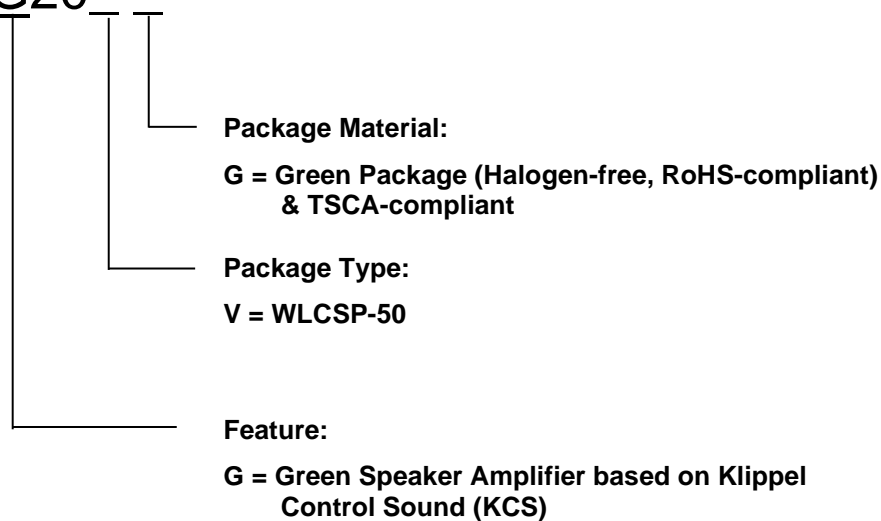 G20_ _
Package Material:
G = Green Package (Halogen-free, RoHS-compliant)
& TSCA-compliant
Package Type:
V = WLCSP-50
Feature:
G = Green Speaker Amplifier based on Klippel
Control Sound (KCS)